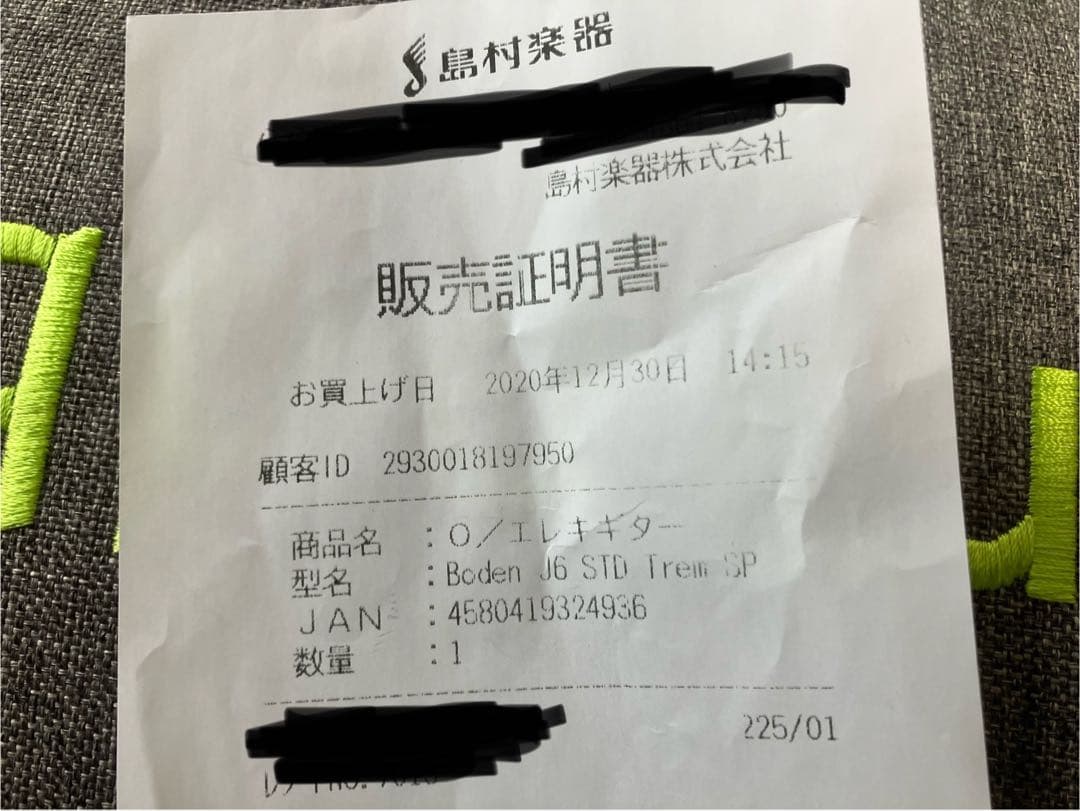 島村楽器
島村楽器株式会社
販売証明書
お買上げ日 2020年12月30日 14:15
顧客ID 2930018197950
商品名 :O/エレキギター
型名 :Boden J6 STD Trem SP
JAN :4580419324936
数量 :1
225/01